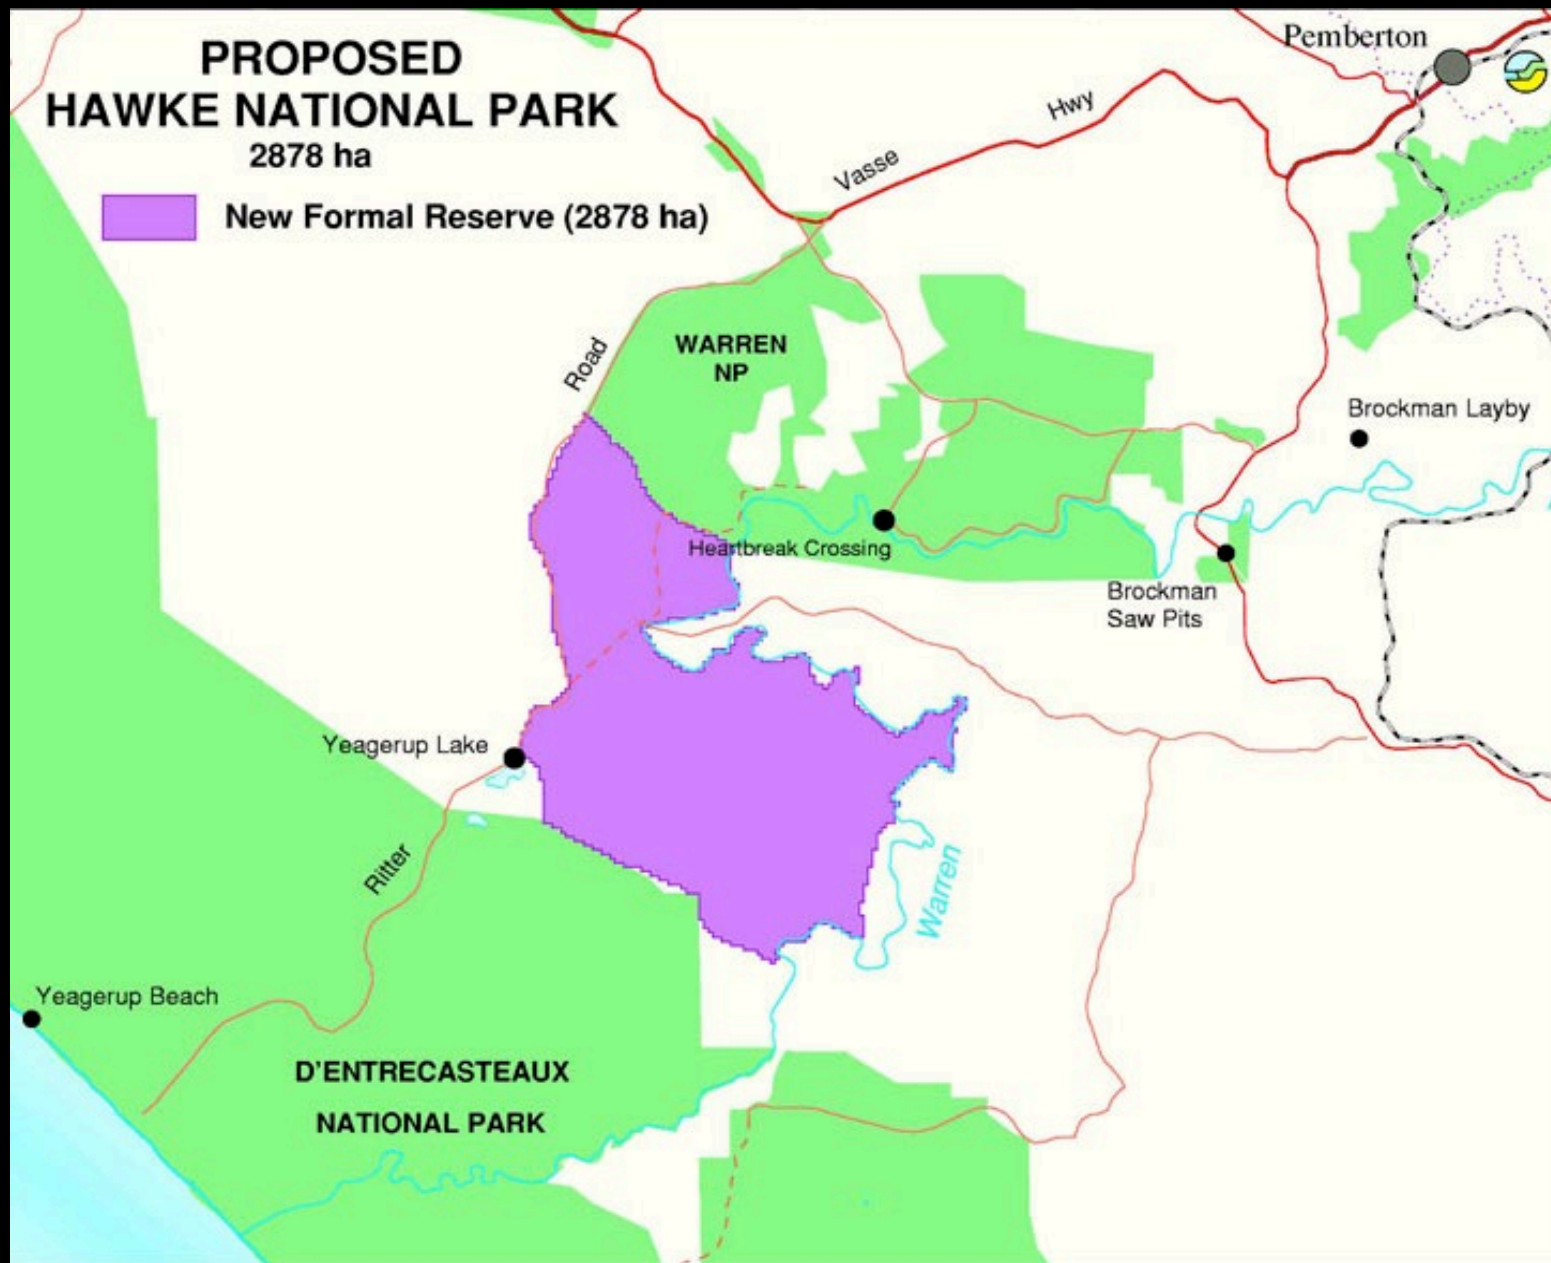 PROPOSED
HAWKE NATIONAL PARK
2878 ha
New Formal Reserve (2878 ha)
Pemberton
Hwy
Vasse
Road
WARREN
NP
Brockman Layby
Heartbreak Crossing
Brockman
Saw Pits
Yeagerup Lake
Ritter
Warren
Yeagerup Beach
D'ENTRECASTEAUX
NATIONAL PARK